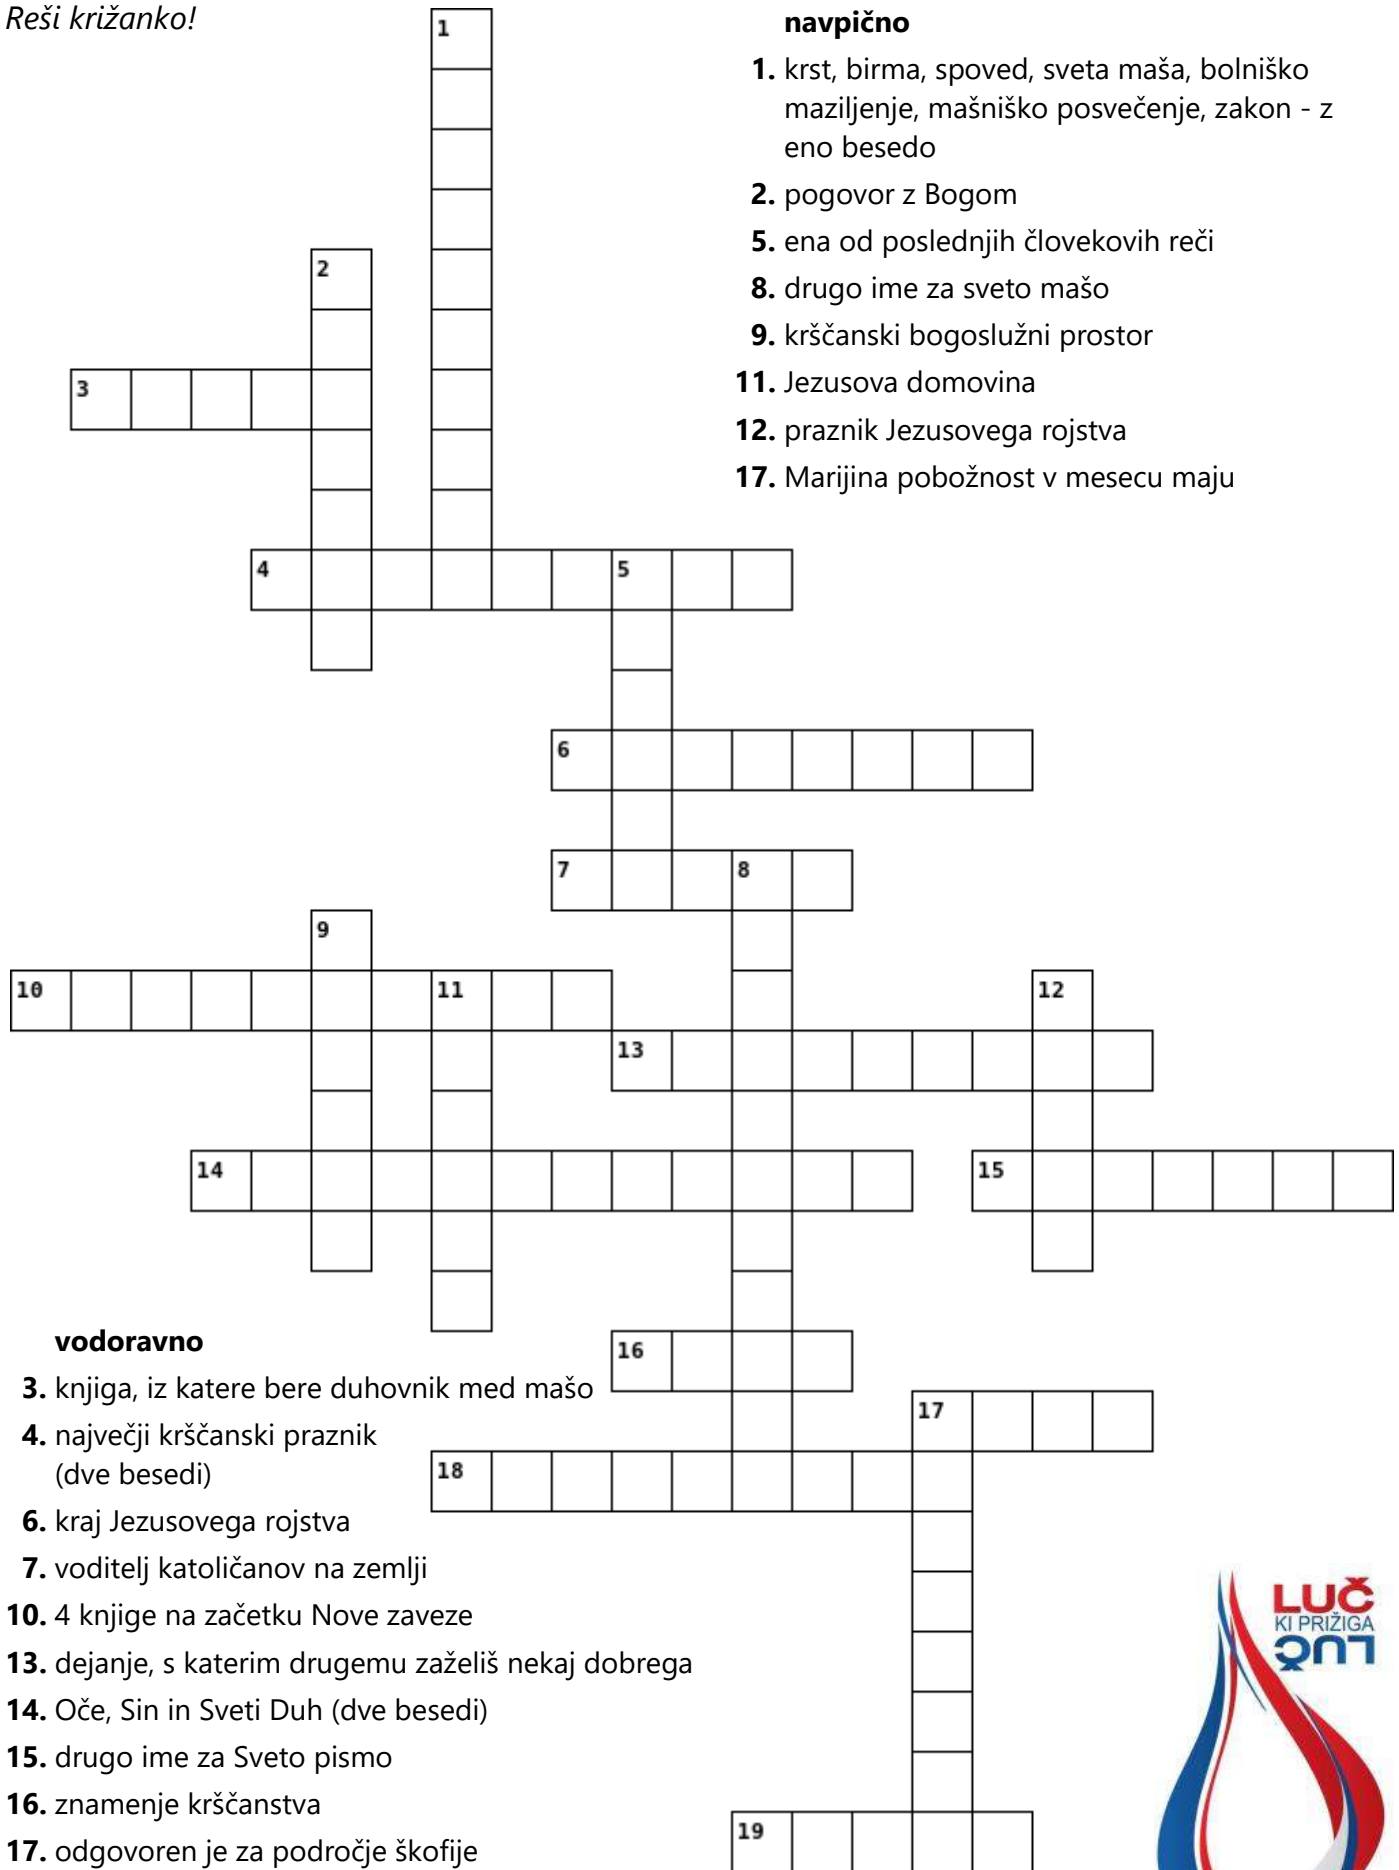 Reši križanko!
navpično
1. krst, birma, spoved, sveta maša, bolniško
maziljenje, mašniško posvečenje, zakon - z
eno besedo
2. pogovor z Bogom
5. ena od poslednjih človekovih reči
8. drugo ime za sveto mašo
9. krščanski bogoslužni prostor
11. Jezusova domovina
12. praznik Jezusovega rojstva
17. Marijina pobožnost v mesecu maju
1
2
3
4 5
6
7 8
9
10 11 12
13
14 15
16
17
18
19
vodoravno
3. knjiga, iz katere bere duhovnik med mašo
4. največji krščanski praznik
(dve besedi)
6. kraj Jezusovega rojstva
7. voditelj katoličanov na zemlji
10. 4 knjige na začetku Nove zaveze
13. dejanje, s katerim drugemu zaželiš nekaj dobrega
14. Oče, Sin in Sveti Duh (dve besedi)
15. drugo ime za Sveto pismo
16. znamenje krščanstva
17. odgovoren je za področje škofije
LUČ
KI PRIŽIGA
LUČ